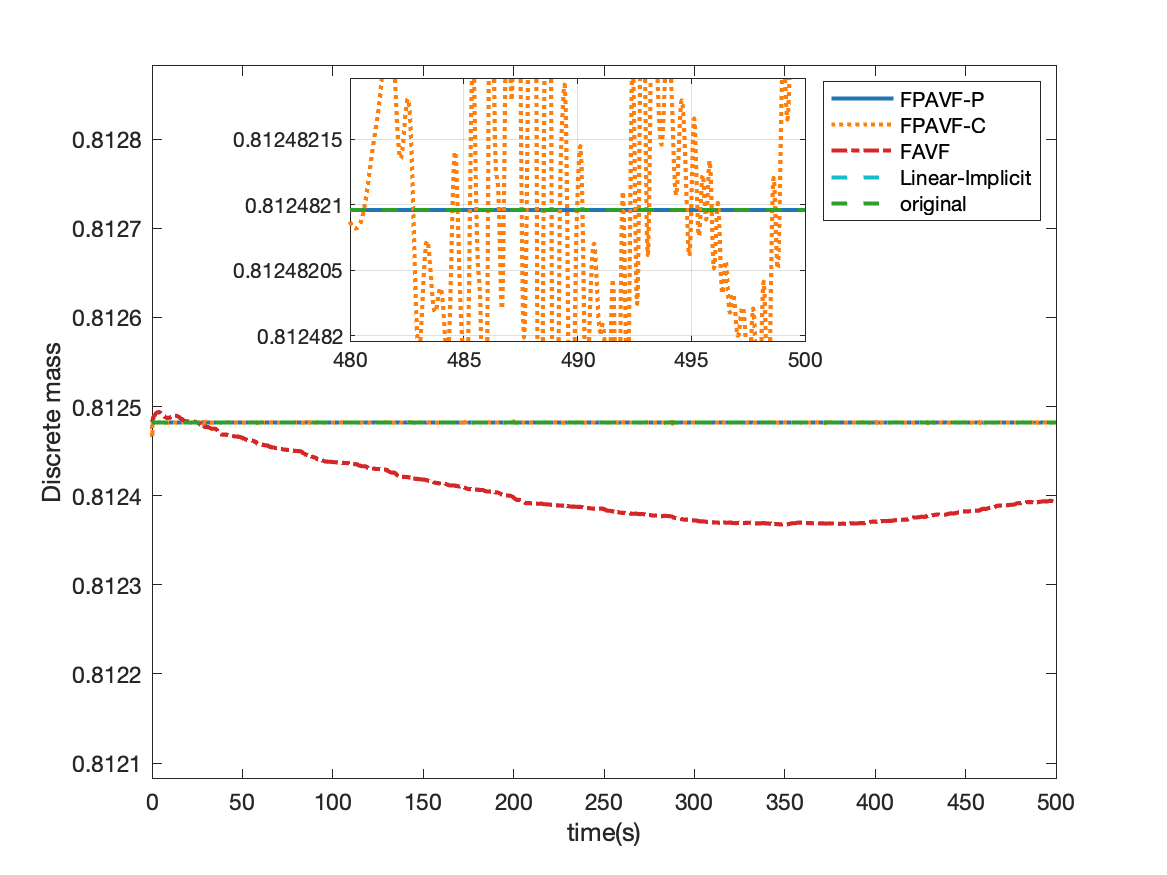 FPAVF-P
FPAVF-C
FAVF
Linear-Implicit
original
0.81248215
0.8124821
0.81248205
0.812482
480 485 490 495 500
0.8128
0.8127
0.8126
0.8125
0.8124
0.8123
0.8122
0.8121
Discrete mass
0 50 100 150 200 250 300 350 400 450 500
time(s)